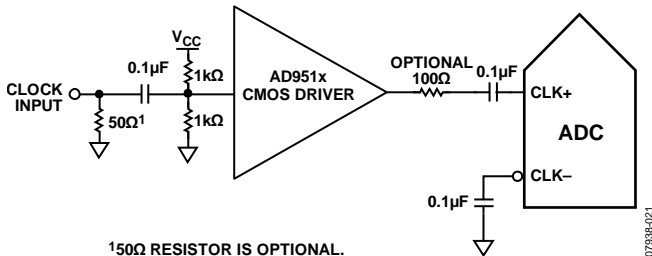 V_CC
0.1µF
1kΩ
CLOCK
INPUT
50Ω¹
1kΩ
AD951x
CMOS DRIVER
OPTIONAL
100Ω
0.1µF
CLK+
ADC
CLK–
0.1µF
¹50Ω RESISTOR IS OPTIONAL.
07938-021